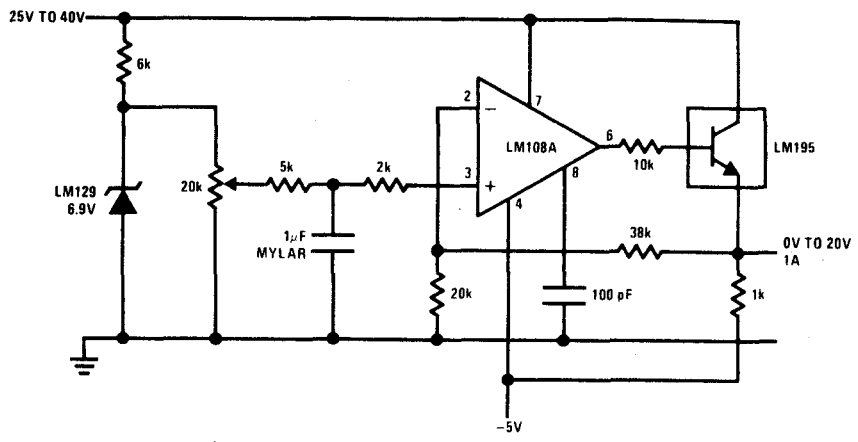 25V TO 40V
6k
LM129
6.9V
20k
5k
1μF
MYLAR
2k
2
−
3
+
LM108A
7
6
8
4
10k
LM195
38k
0V TO 20V
1A
20k
100 pF
1k
−5V